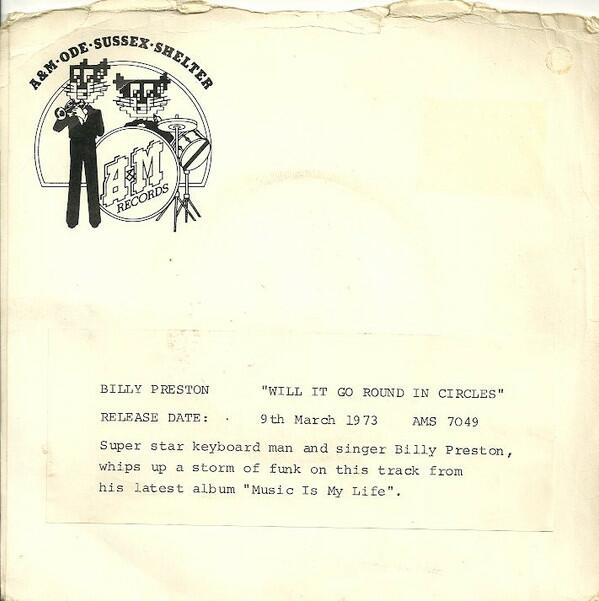 A&M·ODE·SUSSEX·SHELTER
A&M
RECORDS
BILLY PRESTON "WILL IT GO ROUND IN CIRCLES"
RELEASE DATE: 9th March 1973 AMS 7049
Super star keyboard man and singer Billy Preston,
whips up a storm of funk on this track from
his latest album "Music Is My Life".